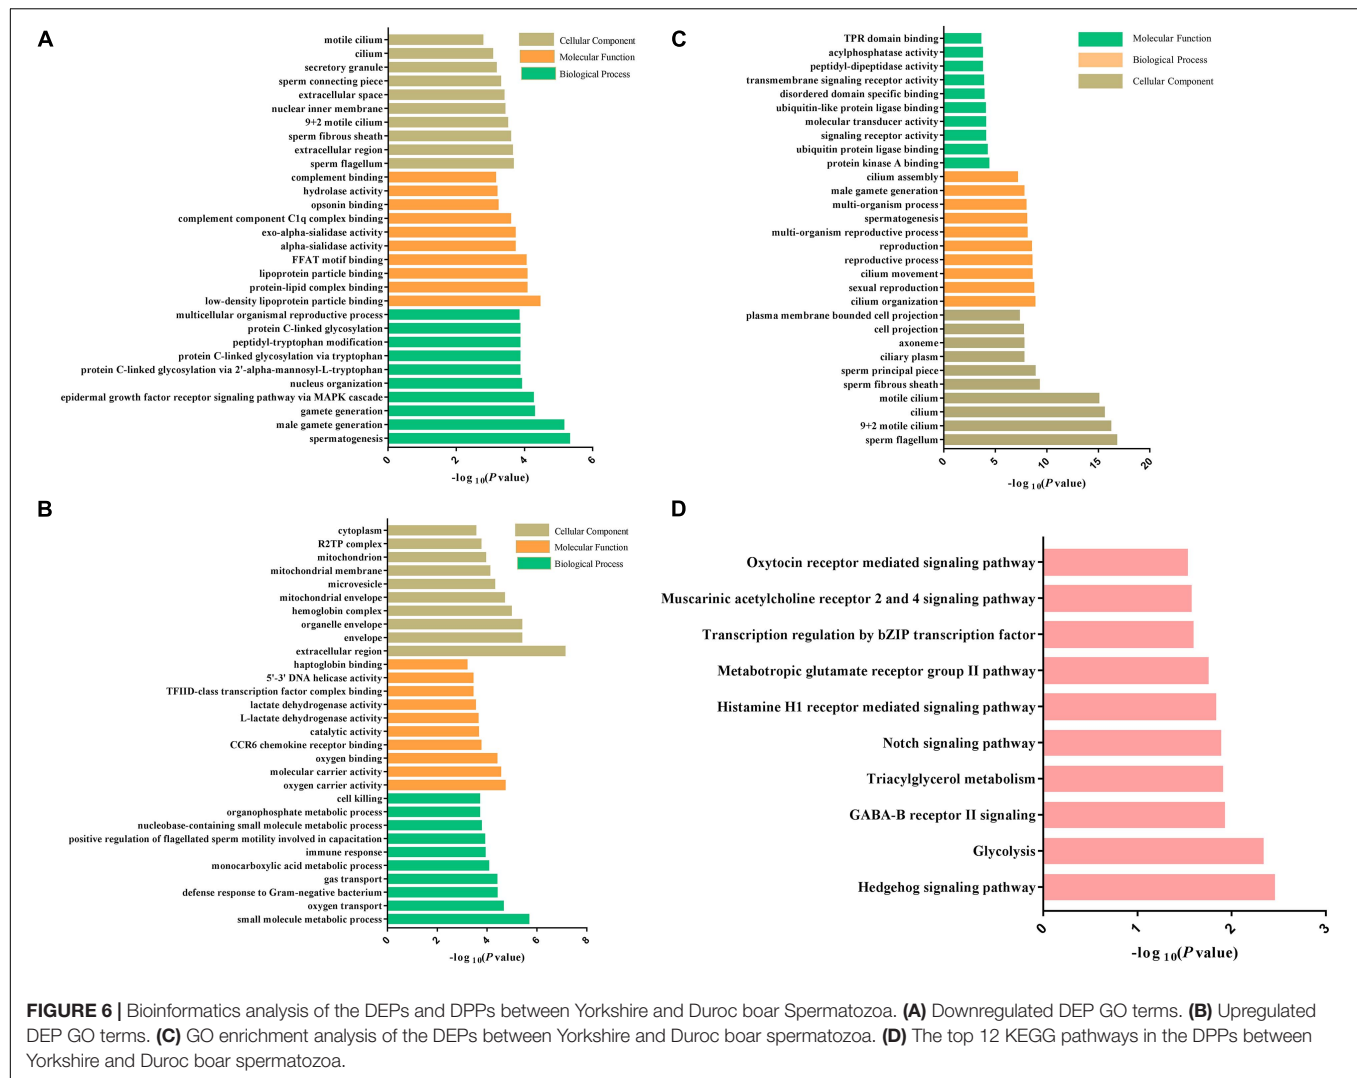 A
motile cilium
cilium
secretory granule
sperm connecting piece
extracellular space
nuclear inner membrane
9+2 motile cilium
sperm fibrous sheath
extracellular region
sperm flagellum
complement binding
hydrolase activity
opsonin binding
complement component C1q complex binding
exo-alpha-sialidase activity
alpha-sialidase activity
FFAT motif binding
lipoprotein particle binding
protein-lipid complex binding
low-density lipoprotein particle binding
multicellular organismal reproductive process
protein C-linked glycosylation
peptidyl-tryptophan modification
protein C-linked glycosylation via tryptophan
protein C-linked glycosylation via 2'-alpha-mannosyl-L-tryptophan
nucleus organization
epidermal growth factor receptor signaling pathway via MAPK cascade
gamete generation
male gamete generation
spermatogenesis
0 2 4 6
-log 10(P value)
Cellular Component
Molecular Function
Biological Process
C
TPR domain binding
acylphosphatase activity
peptidyl-dipeptidase activity
transmembrane signaling receptor activity
disordered domain specific binding
ubiquitin-like protein ligase binding
molecular transducer activity
signaling receptor activity
ubiquitin protein ligase binding
protein kinase A binding
cilium assembly
male gamete generation
multi-organism process
spermatogenesis
multi-organism reproductive process
reproduction
reproductive process
cilium movement
sexual reproduction
cilium organization
plasma membrane bounded cell projection
cell projection
axoneme
ciliary plasm
sperm principal piece
sperm fibrous sheath
motile cilium
cilium
9+2 motile cilium
sperm flagellum
0 5 10 15 20
-log 10(P value)
Molecular Function
Biological Process
Cellular Component
B
cytoplasm
R2TP complex
mitochondrion
mitochondrial membrane
microvesicle
mitochondrial envelope
hemoglobin complex
organelle envelope
envelope
extracellular region
haptoglobin binding
5'-3' DNA helicase activity
TFIID-class transcription factor complex binding
lactate dehydrogenase activity
L-lactate dehydrogenase activity
catalytic activity
CCR6 chemokine receptor binding
oxygen binding
molecular carrier activity
oxygen carrier activity
cell killing
organophosphate metabolic process
nucleobase-containing small molecule metabolic process
positive regulation of flagellated sperm motility involved in capacitation
immune response
monocarboxylic acid metabolic process
gas transport
defense response to Gram-negative bacterium
oxygen transport
small molecule metabolic process
0 2 4 6 8
-log 10(P value)
Cellular Component
Molecular Function
Biological Process
D
Oxytocin receptor mediated signaling pathway
Muscarinic acetylcholine receptor 2 and 4 signaling pathway
Transcription regulation by bZIP transcription factor
Metabotropic glutamate receptor group II pathway
Histamine H1 receptor mediated signaling pathway
Notch signaling pathway
Triacylglycerol metabolism
GABA-B receptor II signaling
Glycolysis
Hedgehog signaling pathway
0 1 2 3
-log 10(P value)
FIGURE 6 | Bioinformatics analysis of the DEPs and DPPs between Yorkshire and Duroc boar Spermatozoa. (A) Downregulated DEP GO terms. (B) Upregulated
DEP GO terms. (C) GO enrichment analysis of the DEPs between Yorkshire and Duroc boar spermatozoa. (D) The top 12 KEGG pathways in the DPPs between
Yorkshire and Duroc boar spermatozoa.